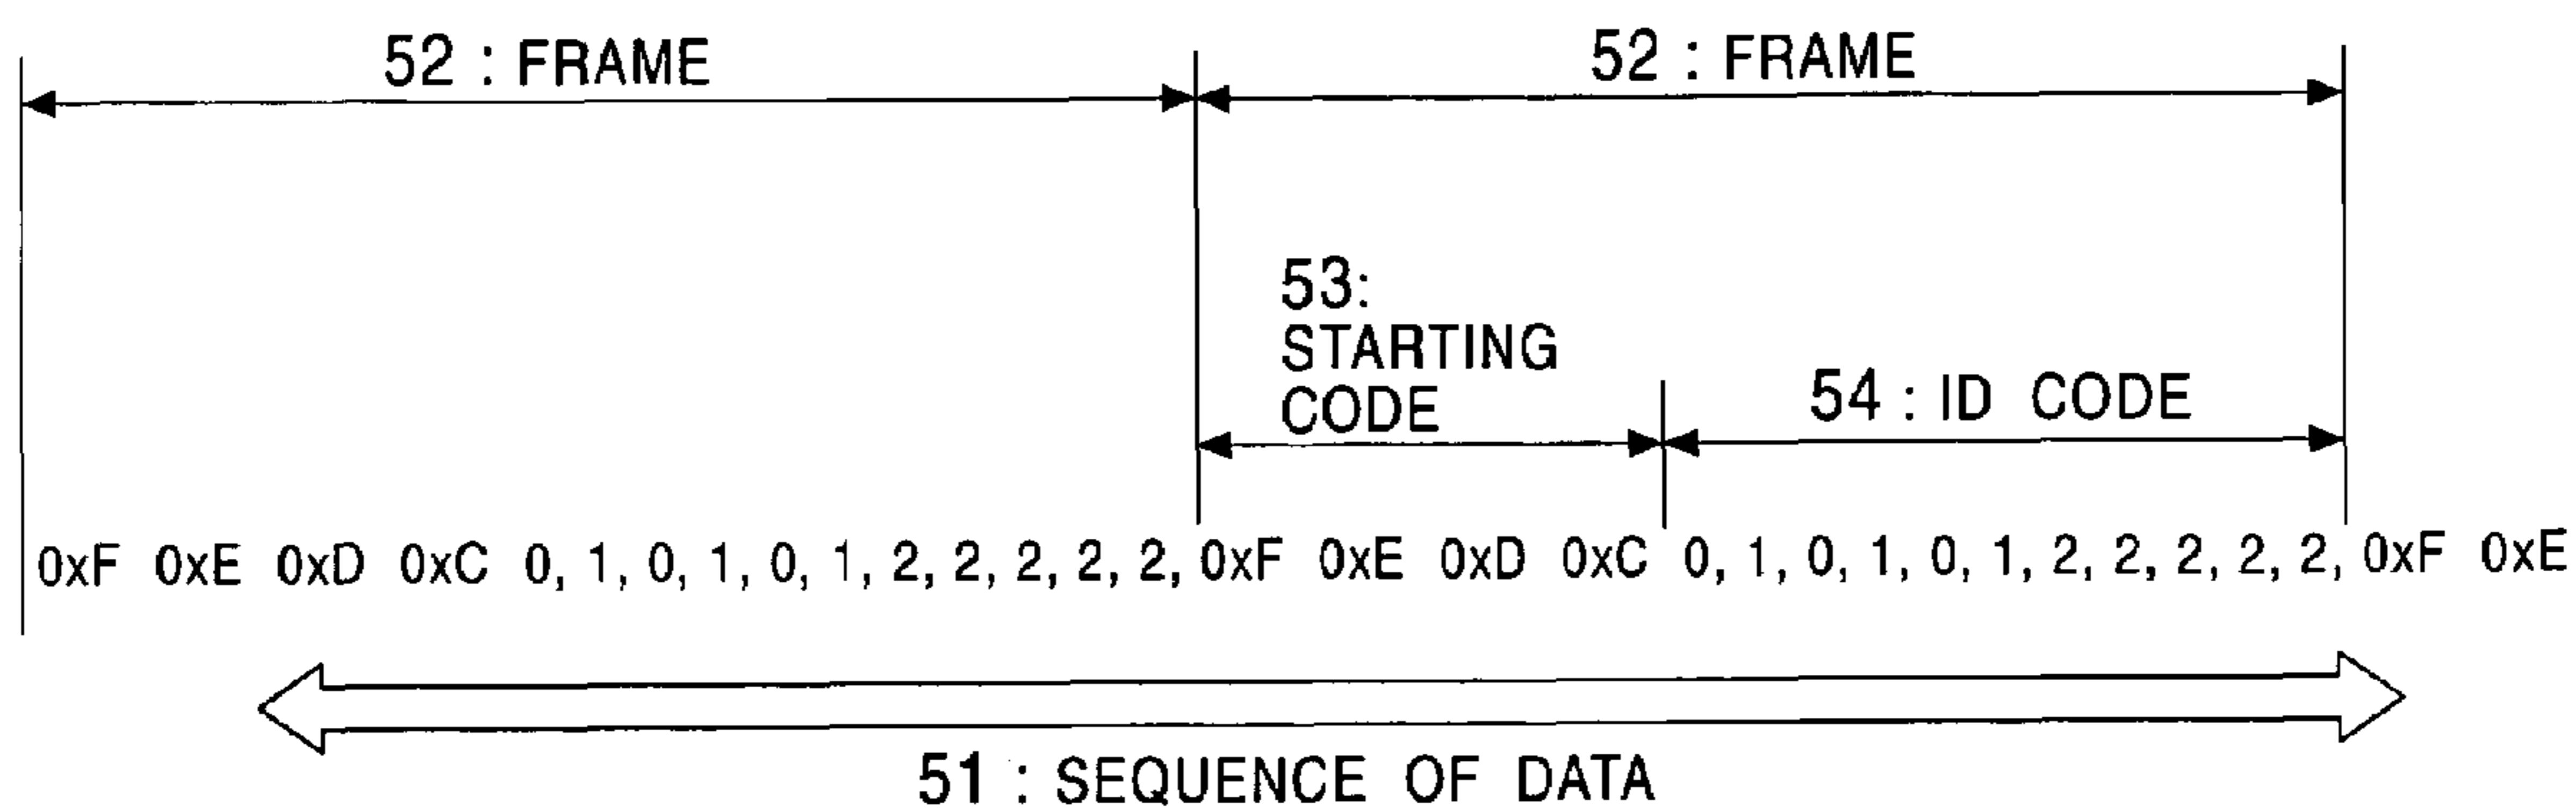 52 : FRAME
52 : FRAME
53:
STARTING
CODE
54 : ID CODE
0xF 0xE 0xD 0xC 0, 1, 0, 1, 0, 1, 2, 2, 2, 2, 2, 0xF 0xE 0xD 0xC 0, 1, 0, 1, 0, 1, 2, 2, 2, 2, 2, 0xF 0xE
51 : SEQUENCE OF DATA